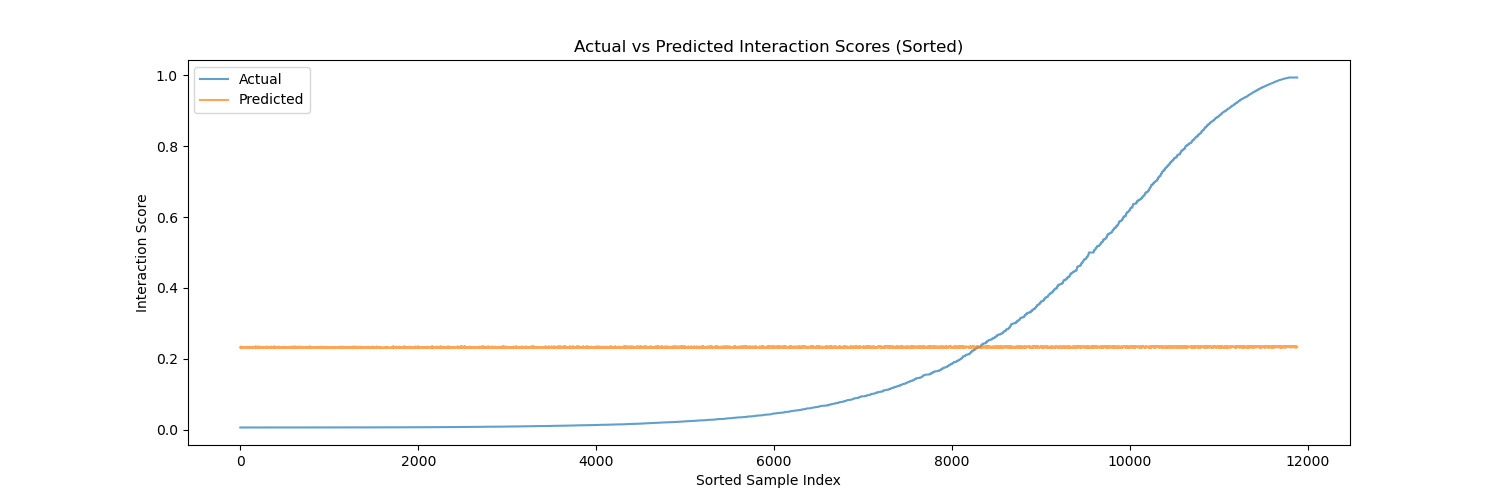 Actual vs Predicted Interaction Scores (Sorted)
Actual
Predicted
Interaction Score
1.0
0.8
0.6
0.4
0.2
0.0
0 2000 4000 6000 8000 10000 12000
Sorted Sample Index